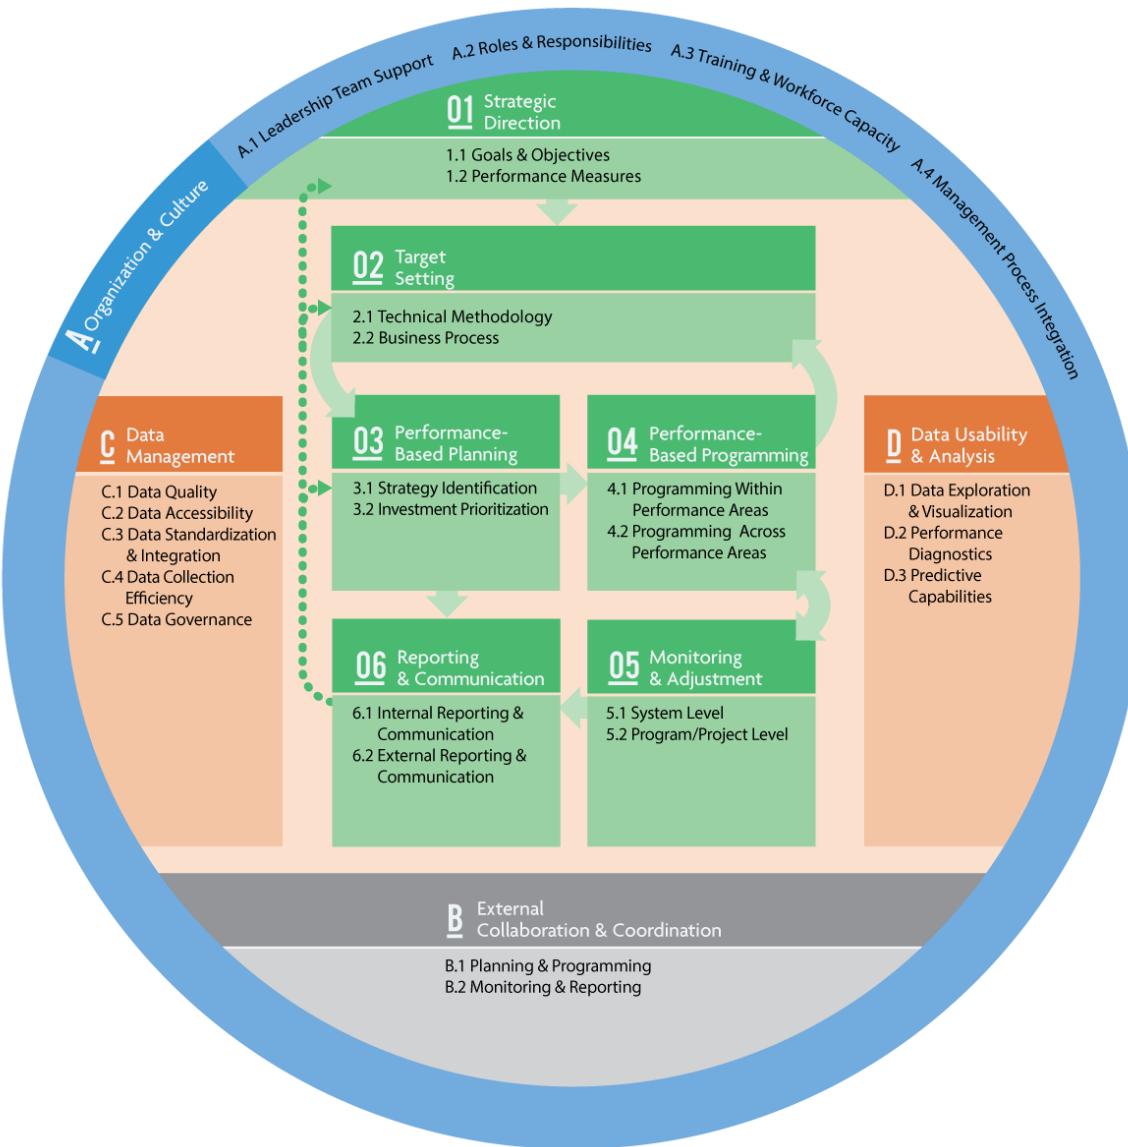 A.1 Leadership Team Support
A.2 Roles & Responsibilities
A.3 Training & Workforce Capacity
A.4 Management Process Integration
A Organization & Culture
01 Strategic
Direction
1.1 Goals & Objectives
1.2 Performance Measures
02 Target
Setting
2.1 Technical Methodology
2.2 Business Process
C Data
Management
C.1 Data Quality
C.2 Data Accessibility
C.3 Data Standardization
& Integration
C.4 Data Collection
Efficiency
C.5 Data Governance
03 Performance-
Based Planning
3.1 Strategy Identification
3.2 Investment Prioritization
04 Performance-
Based Programming
4.1 Programming Within
Performance Areas
4.2 Programming Across
Performance Areas
D Data Usability
& Analysis
D.1 Data Exploration
& Visualization
D.2 Performance
Diagnostics
D.3 Predictive
Capabilities
06 Reporting
& Communication
6.1 Internal Reporting &
Communication
6.2 External Reporting &
Communication
05 Monitoring
& Adjustment
5.1 System Level
5.2 Program/Project Level
B External
Collaboration & Coordination
B.1 Planning & Programming
B.2 Monitoring & Reporting